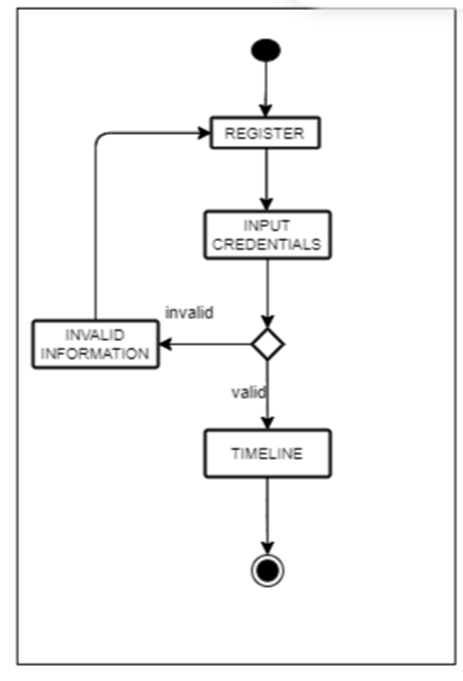 REGISTER
INPUT
CREDENTIALS
invalid
INVALID
INFORMATION
valid
TIMELINE